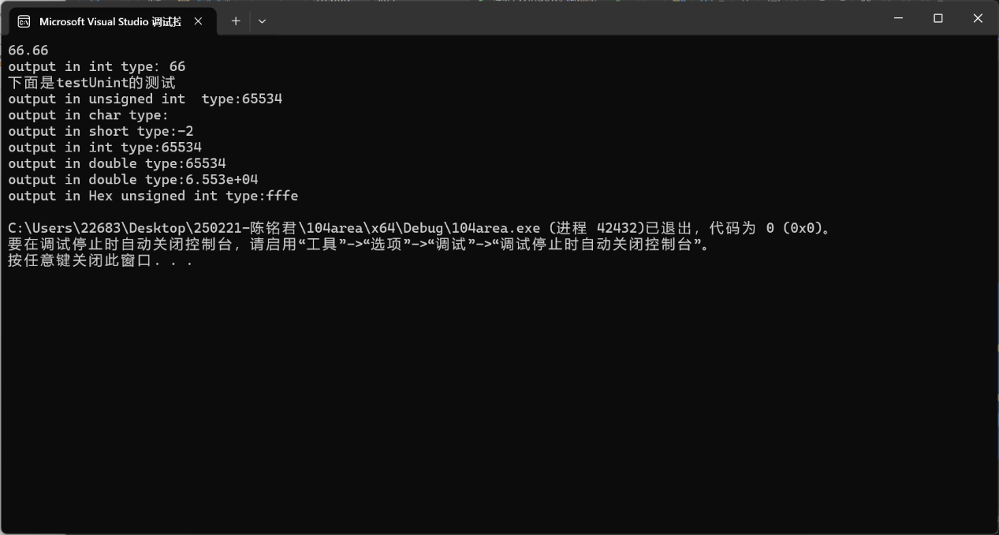 Microsoft Visual Studio 调试控
66.66
output in int type: 66
下面是testUnint的测试
output in unsigned int  type:65534
output in char type:
output in short type:-2
output in int type:65534
output in double type:65534
output in double type:6.553e+04
output in Hex unsigned int type:fffe
C:\Users\22683\Desktop\250221-陈铭君\104area\x64\Debug\104area.exe (进程 42432)已退出，代码为 0 (0x0)。
要在调试停止时自动关闭控制台，请启用“工具”->“选项”->“调试”->“调试停止时自动关闭控制台”。
按任意键关闭此窗口. . .